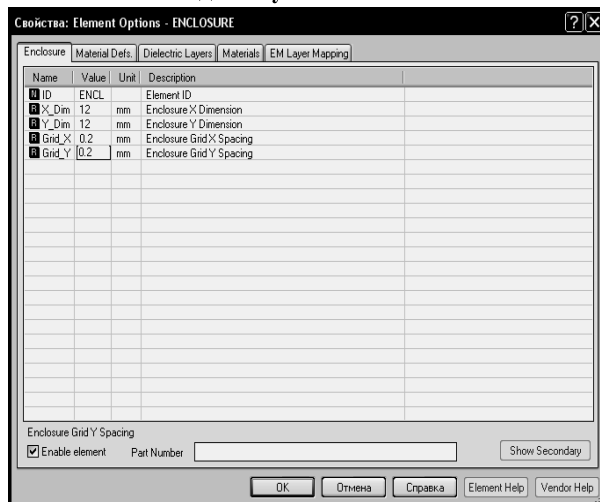 Свойства: Element Options - ENCLOSURE
Enclosure Material Defs. Dielectric Layers Materials EM Layer Mapping
Name Value Unit Description
N ID ENCL Element ID
R X_Dim 12 mm Enclosure X Dimension
R Y_Dim 12 mm Enclosure Y Dimension
R Grid_X 0.2 mm Enclosure Grid X Spacing
R Grid_Y 0.2 mm Enclosure Grid Y Spacing
Enclosure Grid Y Spacing
Enable element Part Number Show Secondary
OK Отмена Справка Element Help Vendor Help